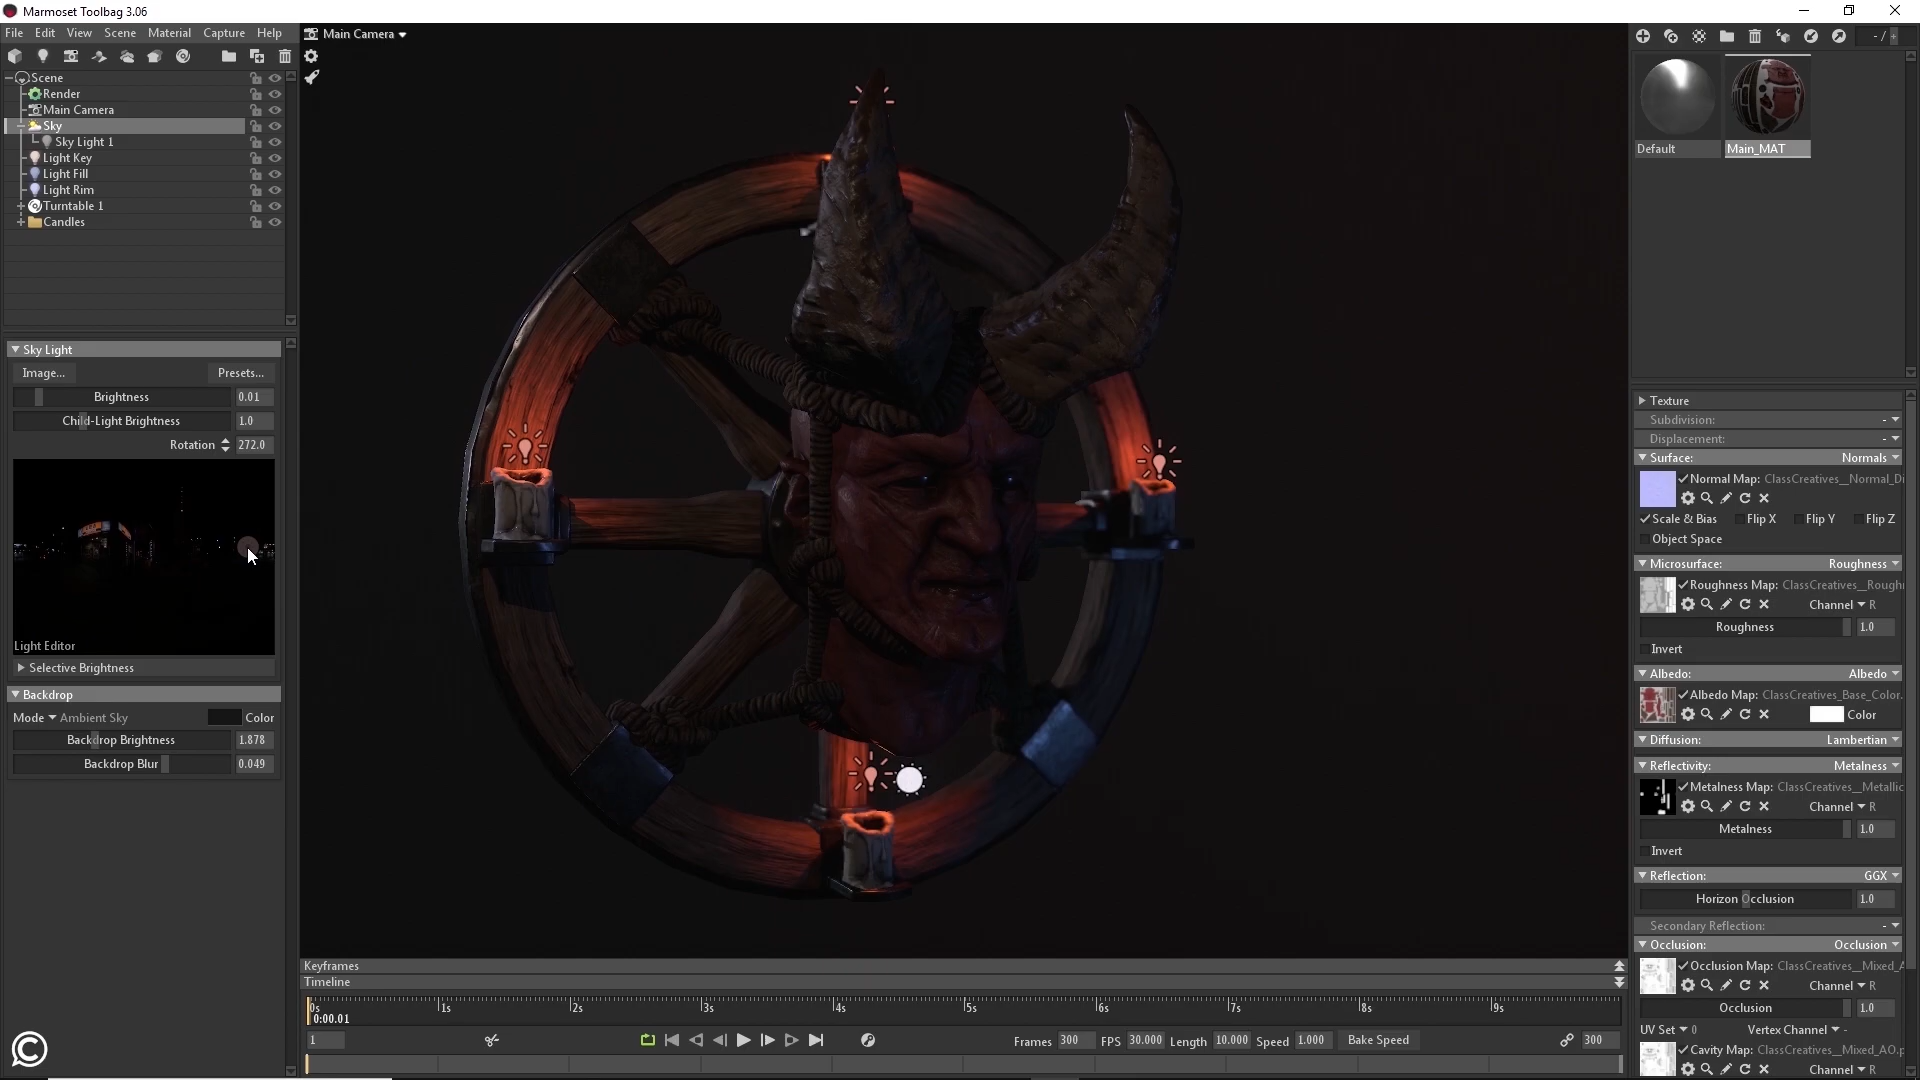 Marmoset Toolbag 3.06
File Edit View Scene Material Capture Help
Scene
Render
Main Camera
Sky
Sky Light 1
Light Key
Light Fill
Light Rim
Turntable 1
Candles
Sky Light
Image... Presets...
Brightness 0.01
Child-Light Brightness 1.0
Rotation 272.0
Light Editor
Selective Brightness
Backdrop
Mode Ambient Sky Color
Backdrop Brightness 1.878
Backdrop Blur 0.049
Main Camera
Keyframes
Timeline
0s 1s 2s 3s 4s 5s 6s 7s 8s 9s
0:00.01
1 Frames 300 FPS 30.000 Length 10.000 Speed 1.000 Bake Speed 300
- / +
Default Main_MAT
Texture
Subdivision: -
Displacement: -
Surface: Normals
Normal Map: ClassCreatives__Normal_Di
Scale & Bias Flip X Flip Y Flip Z
Object Space
Microsurface: Roughness
Roughness Map: ClassCreatives__Rough
Channel R
Roughness 1.0
Invert
Albedo: Albedo
Albedo Map: ClassCreatives_Base_Color.
Color
Diffusion: Lambertian
Reflectivity: Metalness
Metalness Map: ClassCreatives__Metallic
Channel R
Metalness 1.0
Invert
Reflection: GGX
Horizon Occlusion 1.0
Secondary Reflection: -
Occlusion: Occlusion
Occlusion Map: ClassCreatives__Mixed_A
Channel R
Occlusion 1.0
UV Set 0 Vertex Channel -
Cavity Map: ClassCreatives__Mixed_AO.p
Channel R